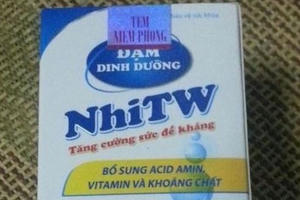 TEM
NIÊM PHONG
ĐẠM
DINH DƯỠNG
NhiTW
Tăng cường sức đề kháng
BỔ SUNG ACID AMIN,
VITAMIN VÀ KHOÁNG CHẤT